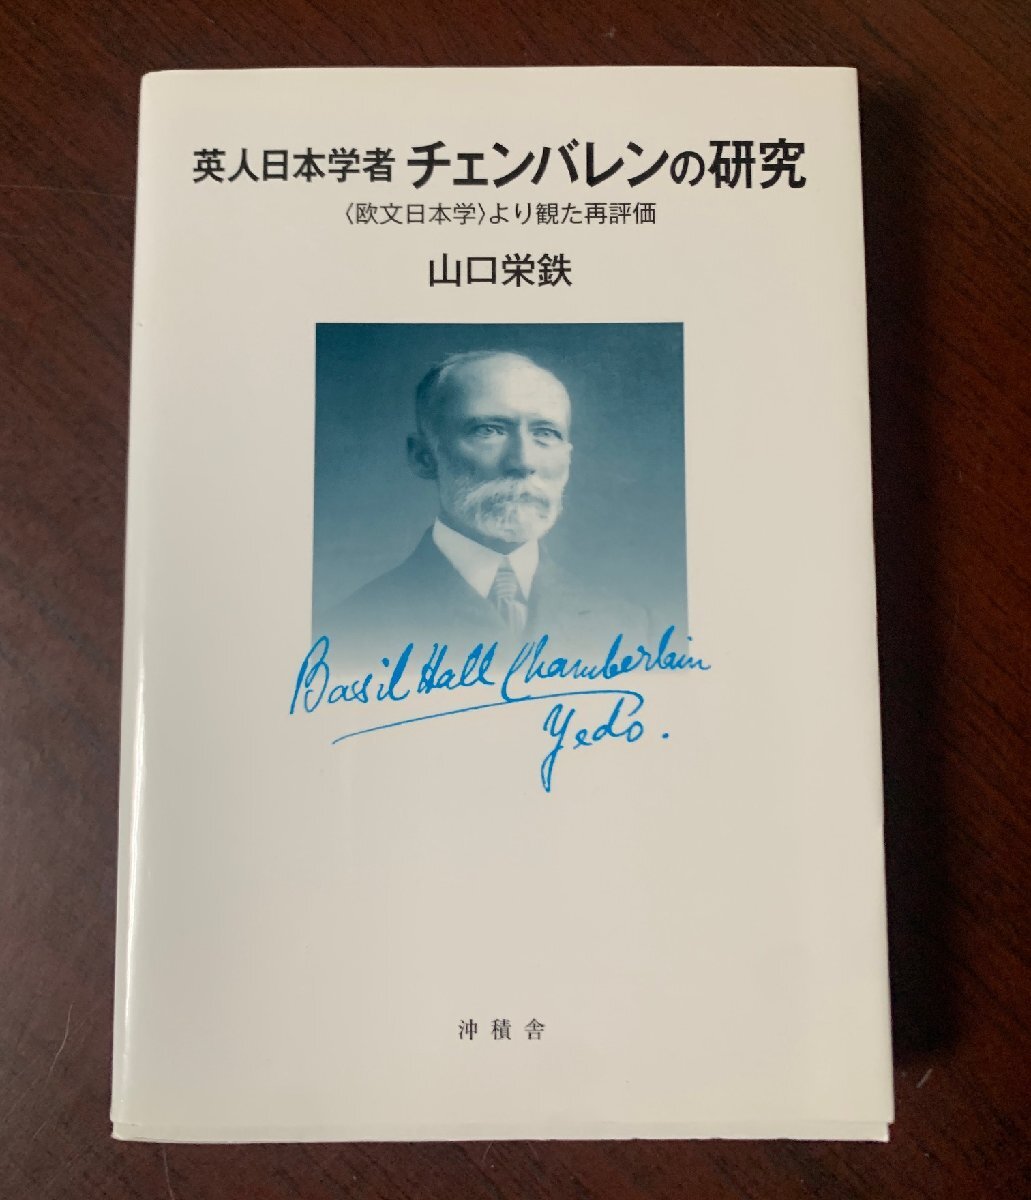 英人日本学者 チェンバレンの研究
〈欧文日本学〉より観た再評価
山口栄鉄
Basil Hall Chamberlain
Yedo.
沖積舎